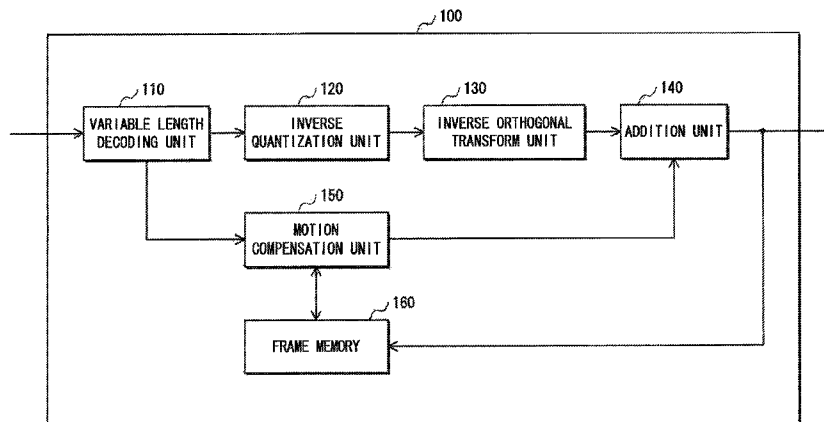 100
110
VARIABLE LENGTH
DECODING UNIT
120
INVERSE
QUANTIZATION UNIT
130
INVERSE ORTHOGONAL
TRANSFORM UNIT
140
ADDITION UNIT
150
MOTION
COMPENSATION UNIT
160
FRAME MEMORY